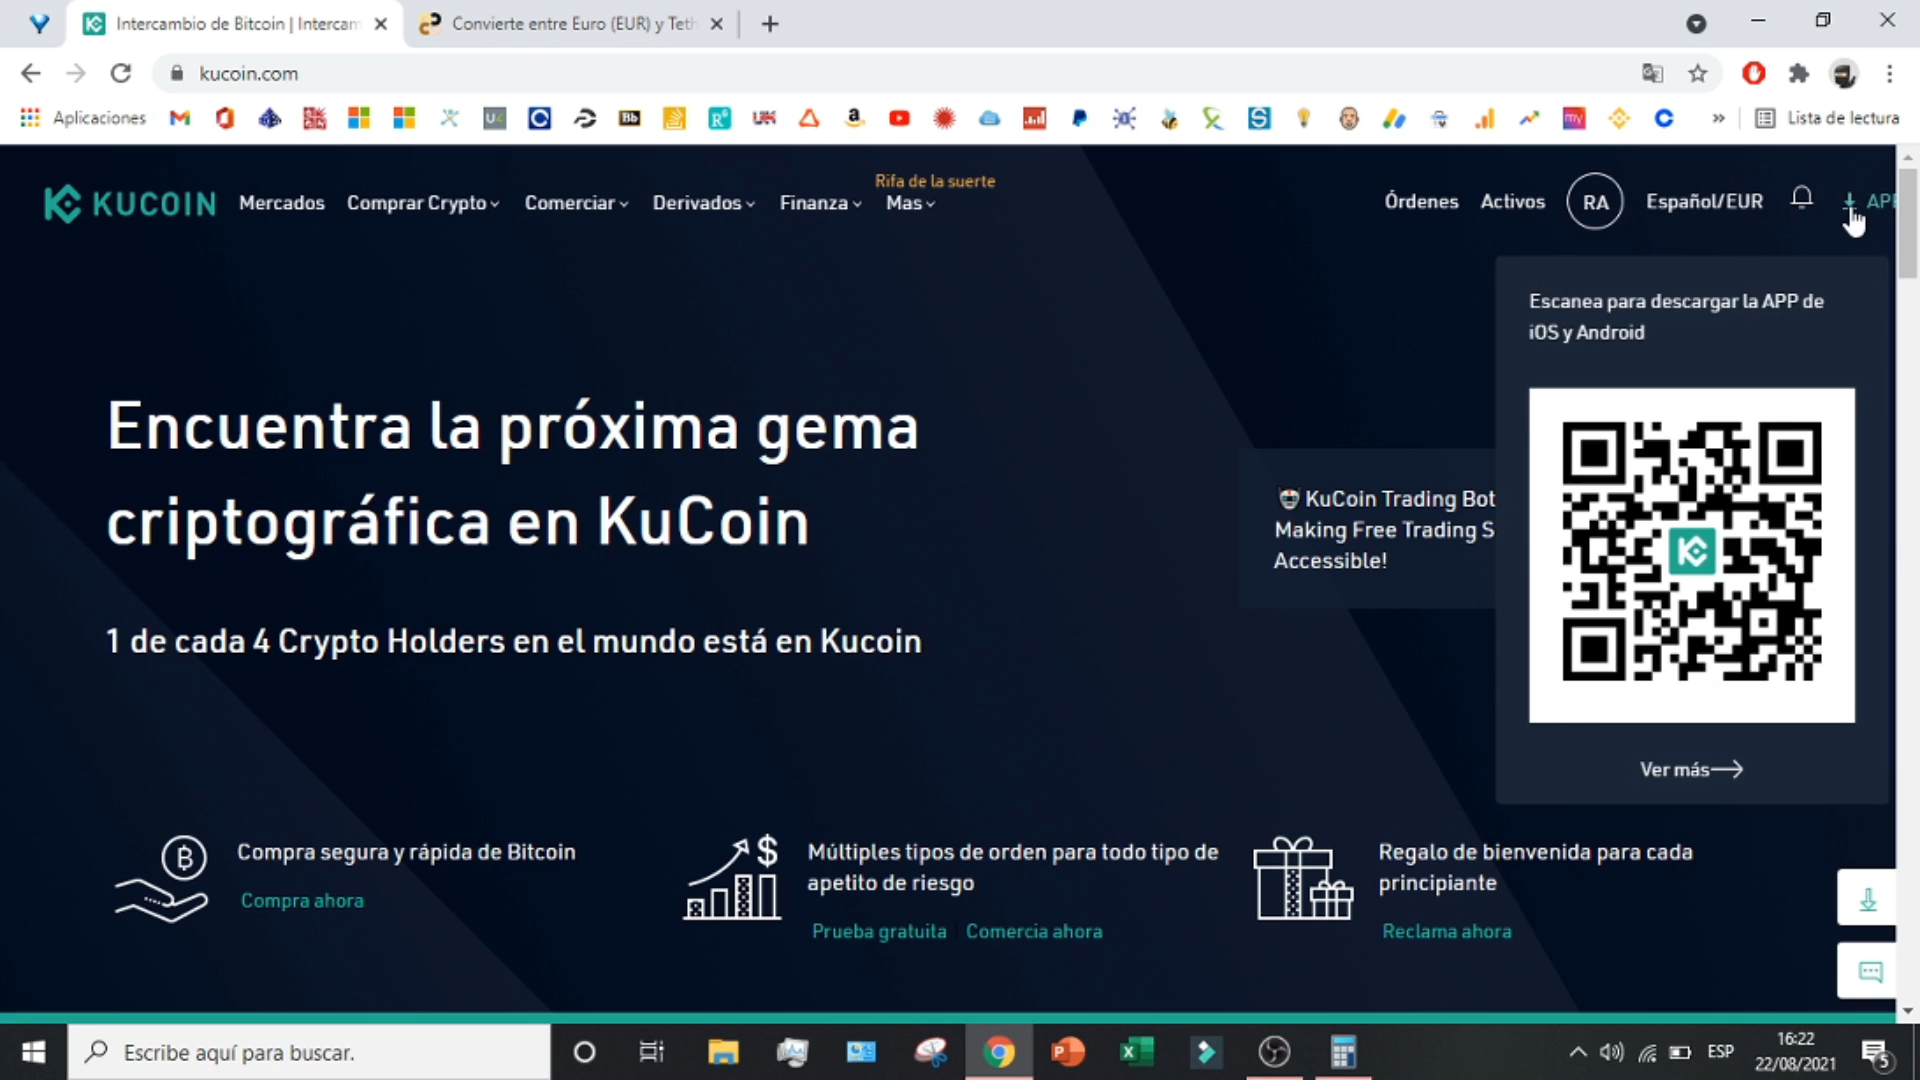 Intercambio de Bitcoin | Intercam
Convierte entre Euro (EUR) y Teth
kucoin.com
Aplicaciones
Bb
my
Lista de lectura
KUCOIN
Mercados
Comprar Crypto
Comerciar
Derivados
Finanza
Rifa de la suerte
Mas
Órdenes
Activos
RA
Español/EUR
APP
Escanea para descargar la APP de
iOS y Android
Encuentra la próxima gema
criptográfica en KuCoin
KuCoin Trading Bot
Making Free Trading S
Accessible!
1 de cada 4 Crypto Holders en el mundo está en Kucoin
Ver más
Compra segura y rápida de Bitcoin
Compra ahora
Múltiples tipos de orden para todo tipo de
apetito de riesgo
Prueba gratuita
Comercia ahora
Regalo de bienvenida para cada
principiante
Reclama ahora
Escribe aquí para buscar.
ESP
16:22
22/08/2021
5